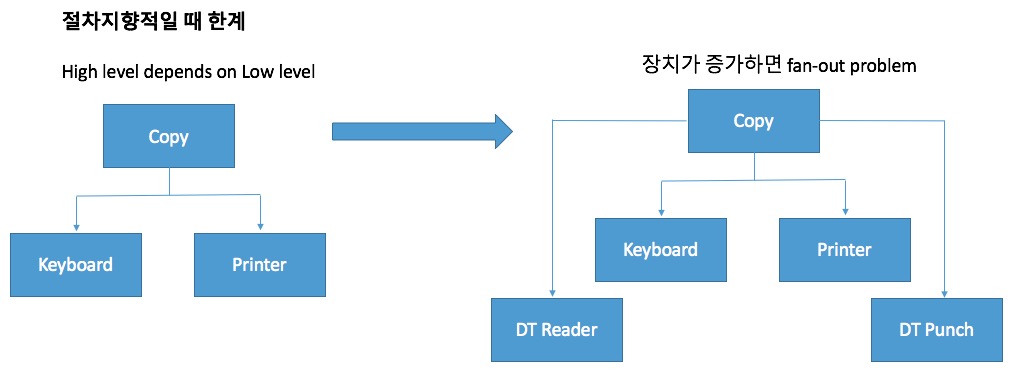 절차지향적일 때 한계
High level depends on Low level
Copy
Keyboard
Printer
장치가 증가하면 fan-out problem
Copy
Keyboard
Printer
DT Reader
DT Punch